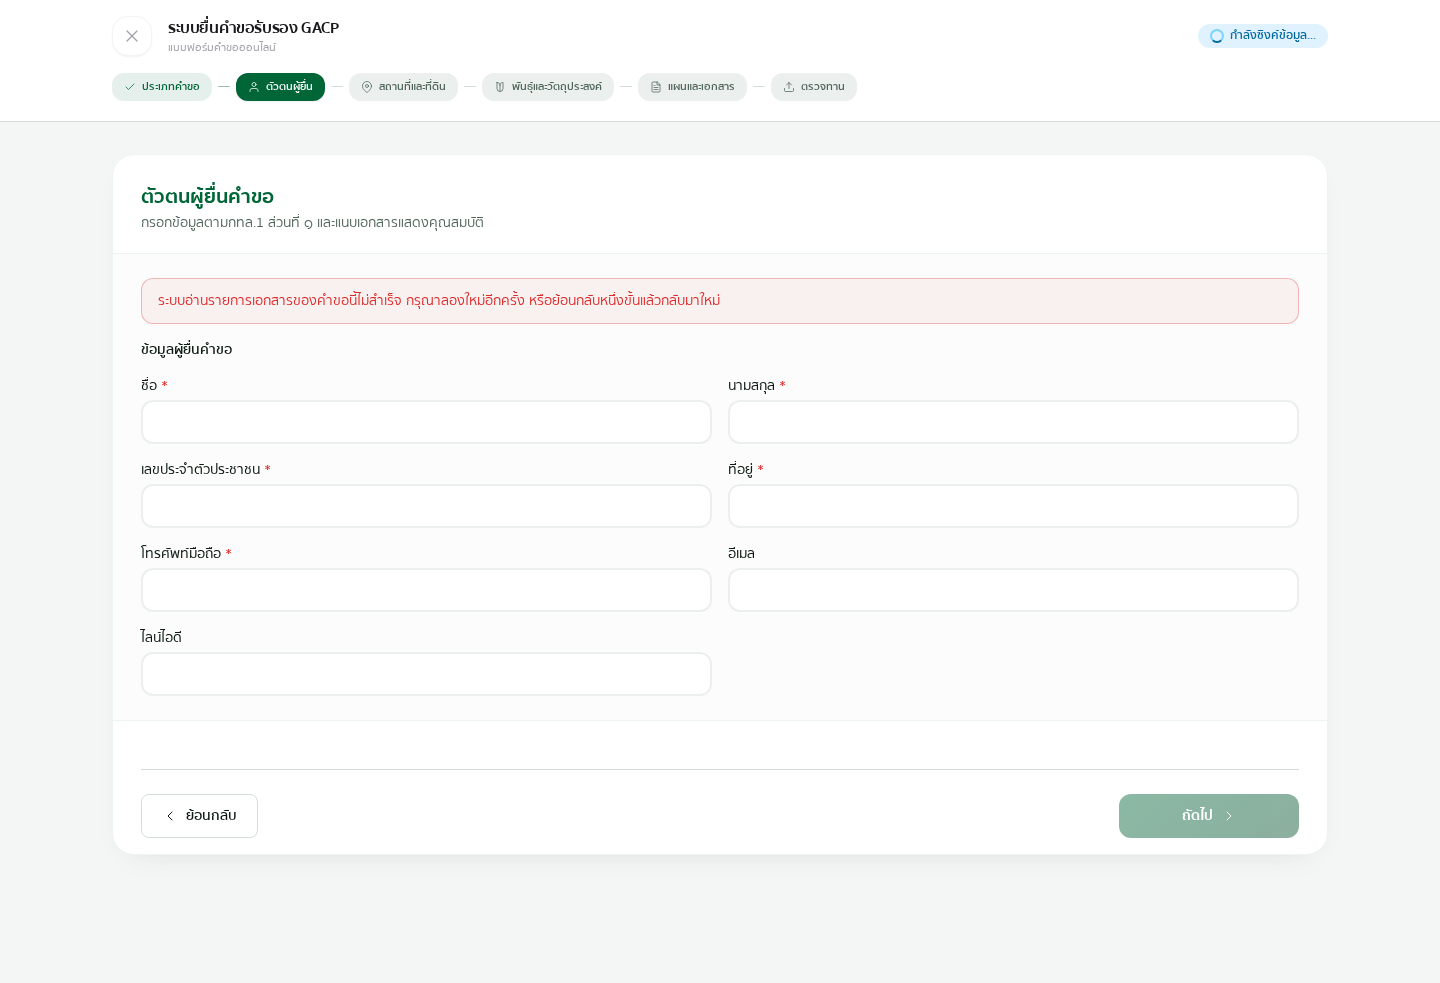 ระบบยื่นคำขอรับรอง GACP
แบบฟอร์มคำขอออนไลน์
กำลังซิงค์ข้อมูล...
ประเภทคำขอ
ตัวตนผู้ยื่น
สถานที่และที่ดิน
พันธุ์และวัตถุประสงค์
แผนและเอกสาร
ตรวจทาน
ตัวตนผู้ยื่นคำขอ
กรอกข้อมูลตามกทล.1 ส่วนที่ ๑ และแนบเอกสารแสดงคุณสมบัติ
ระบบอ่านรายการเอกสารของคำขอนี้ไม่สำเร็จ กรุณาลองใหม่อีกครั้ง หรือย้อนกลับหนึ่งขั้นแล้วกลับมาใหม่
ข้อมูลผู้ยื่นคำขอ
ชื่อ *
นามสกุล *
เลขประจำตัวประชาชน *
ที่อยู่ *
โทรศัพท์มือถือ *
อีเมล
ไลน์ไอดี
ย้อนกลับ
ถัดไป